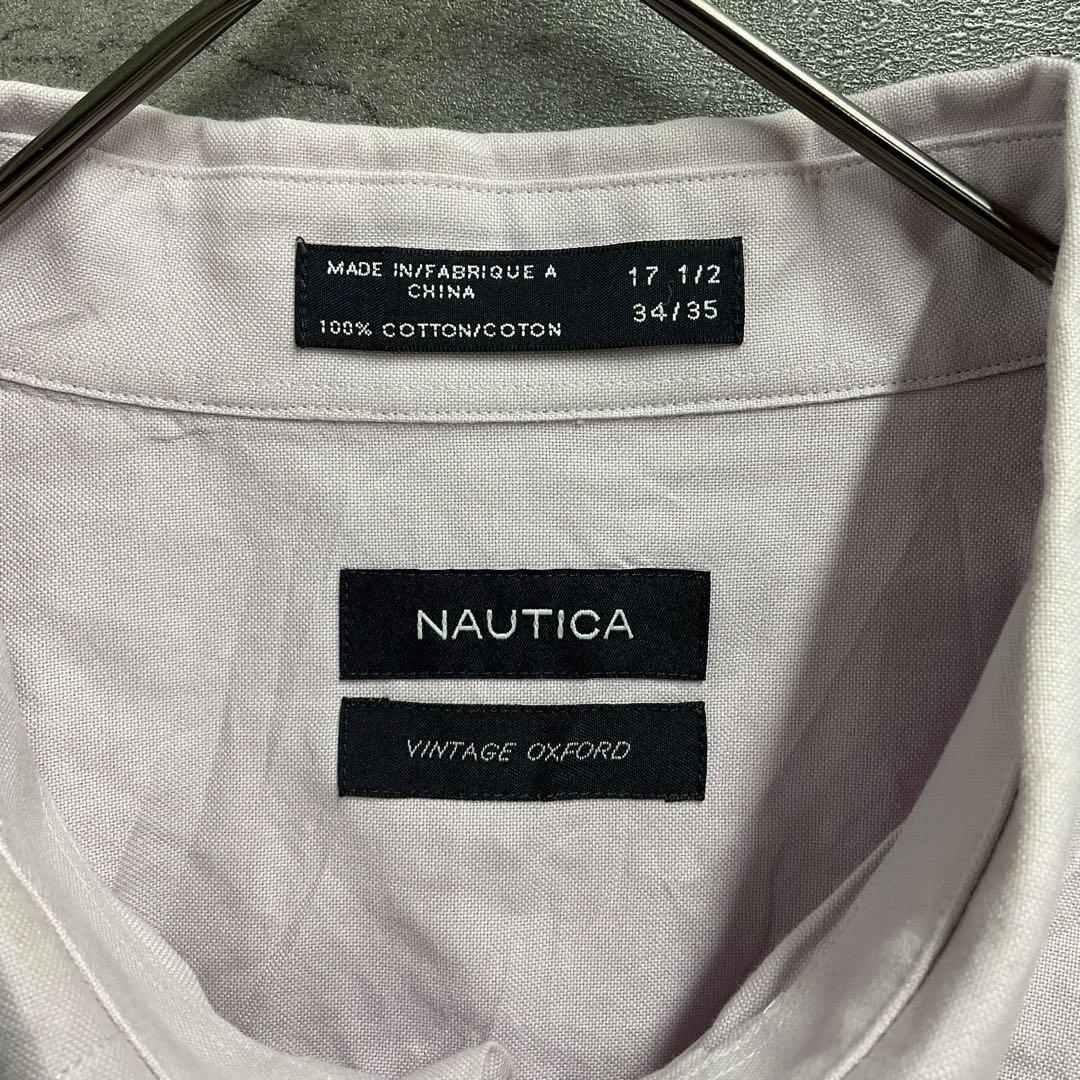 MADE IN/FABRIQUE A
CHINA
100% COTTON/COTON
17 1/2
34/35
NAUTICA
VINTAGE OXFORD